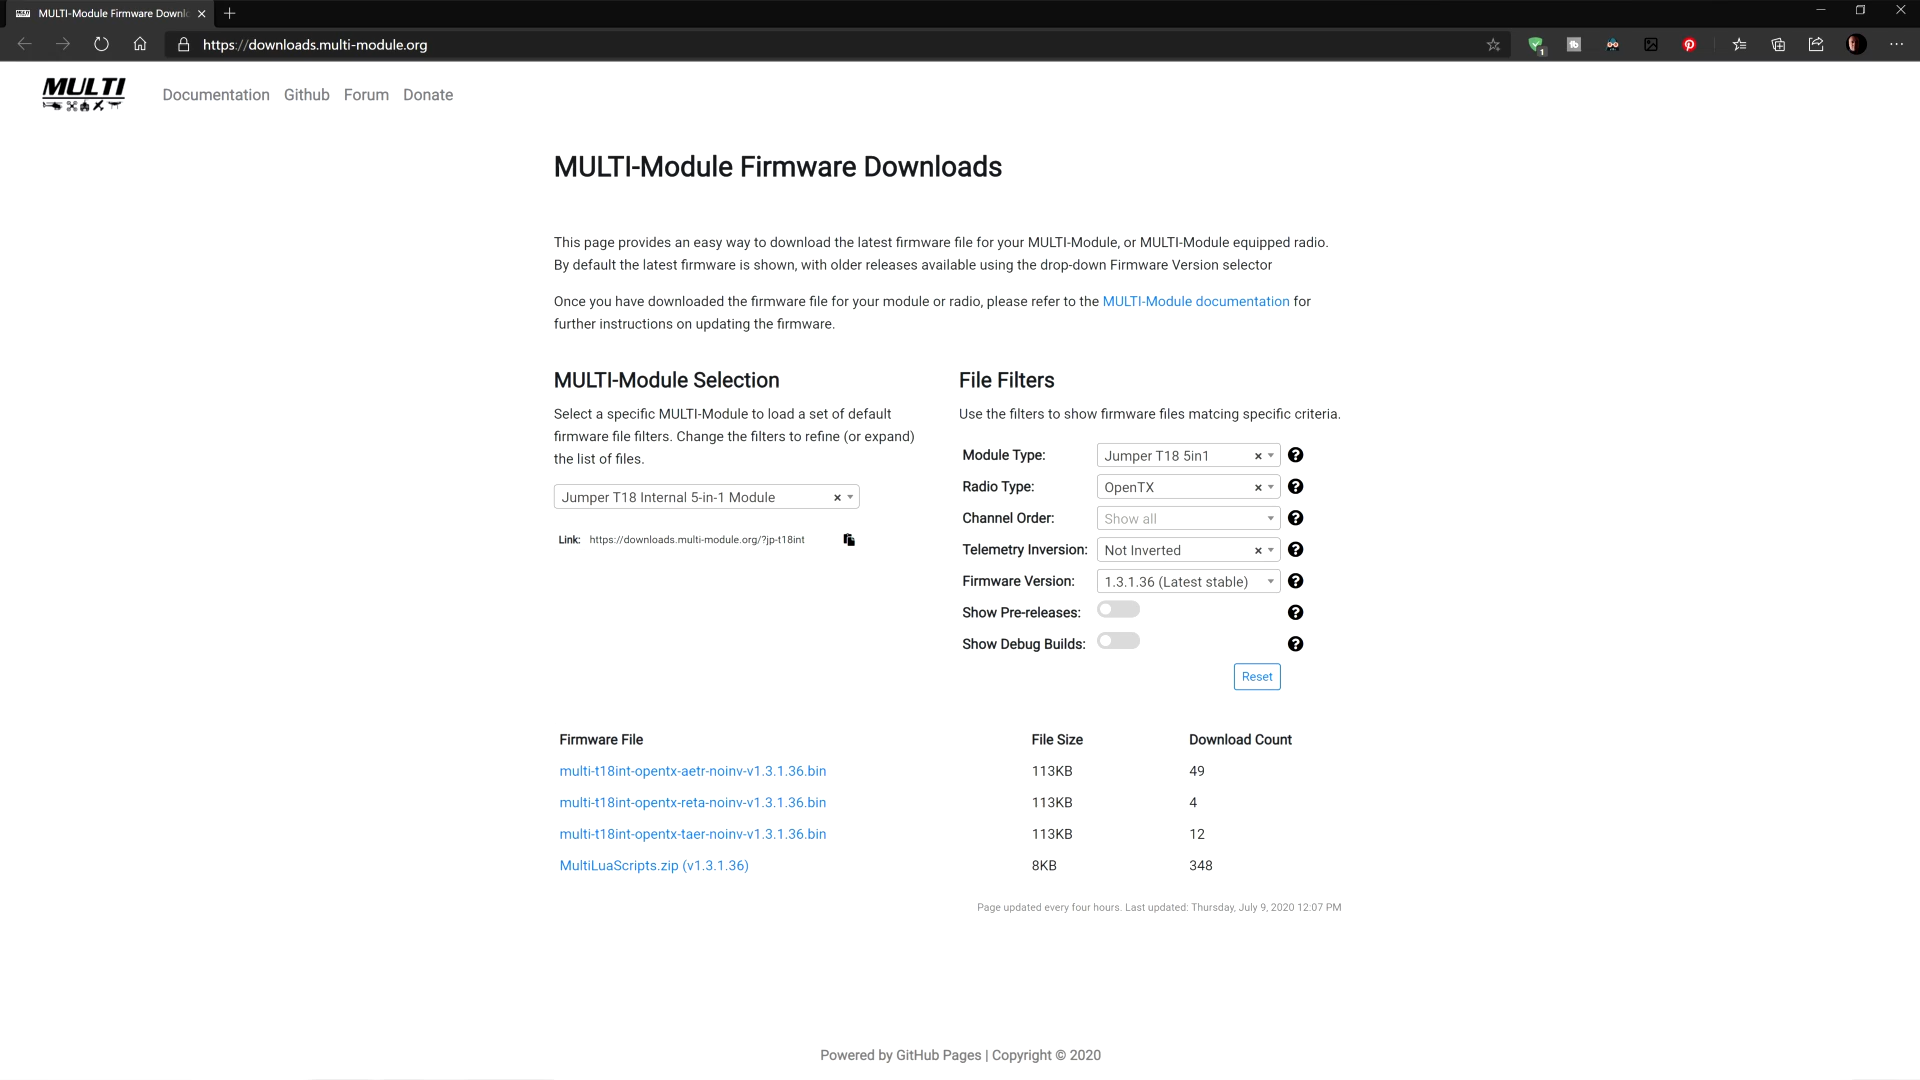 MULTI-Module Firmware Downl
https://downloads.multi-module.org
1
MULTI
Documentation Github Forum Donate
MULTI-Module Firmware Downloads
This page provides an easy way to download the latest firmware file for your MULTI-Module, or MULTI-Module equipped radio.
By default the latest firmware is shown, with older releases available using the drop-down Firmware Version selector
Once you have downloaded the firmware file for your module or radio, please refer to the MULTI-Module documentation for
further instructions on updating the firmware.
MULTI-Module Selection
Select a specific MULTI-Module to load a set of default
firmware file filters. Change the filters to refine (or expand)
the list of files.
Jumper T18 Internal 5-in-1 Module
Link: https://downloads.multi-module.org/?jp-t18int
File Filters
Use the filters to show firmware files matcing specific criteria.
Module Type: Jumper T18 5in1
Radio Type: OpenTX
Channel Order: Show all
Telemetry Inversion: Not Inverted
Firmware Version: 1.3.1.36 (Latest stable)
Show Pre-releases:
Show Debug Builds:
Reset
Firmware File File Size Download Count
multi-t18int-opentx-aetr-noinv-v1.3.1.36.bin 113KB 49
multi-t18int-opentx-reta-noinv-v1.3.1.36.bin 113KB 4
multi-t18int-opentx-taer-noinv-v1.3.1.36.bin 113KB 12
MultiLuaScripts.zip (v1.3.1.36) 8KB 348
Page updated every four hours. Last updated: Thursday, July 9, 2020 12:07 PM
Powered by GitHub Pages | Copyright © 2020